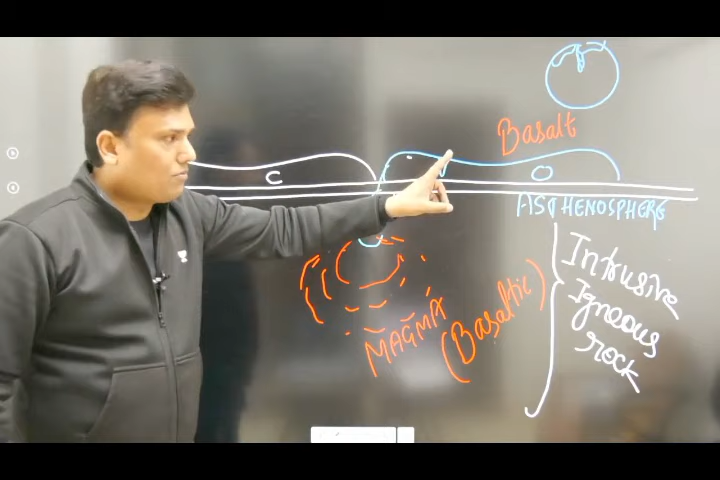 Basalt
C
O
ASTHENOSPHERE
MAGMA
(Basaltic)
Intrusive
Igneous
rock